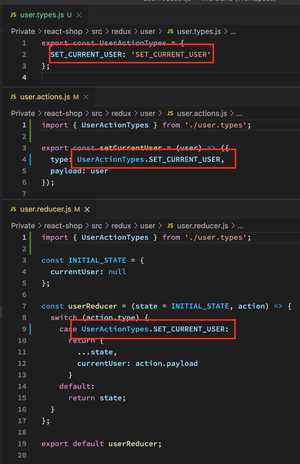 JS user.types.js U
Private > react-shop > src > redux > user > JS user.types.js > ...
1 export const UserActionTypes = {
2 SET_CURRENT_USER: 'SET_CURRENT_USER'
3 };
4
JS user.actions.js M
Private > react-shop > src > redux > user > JS user.actions.js > ...
1 import { UserActionTypes } from './user.types';
2
3 export const setCurrentUser = (user) => ({
4 type: UserActionTypes.SET_CURRENT_USER,
5 payload: user
6 });
JS user.reducer.js M
Private > react-shop > src > redux > user > JS user.reducer.js > ...
1 import { UserActionTypes } from './user.types';
2
3 const INITIAL_STATE = {
4 currentUser: null
5 };
6
7 const userReducer = (state = INITIAL_STATE, action) => {
8 switch (action.type) {
9 case UserActionTypes.SET_CURRENT_USER:
10 return {
11 ...state,
12 currentUser: action.payload
13 }
14 default:
15 return state;
16 }
17 };
18
19 export default userReducer;
20